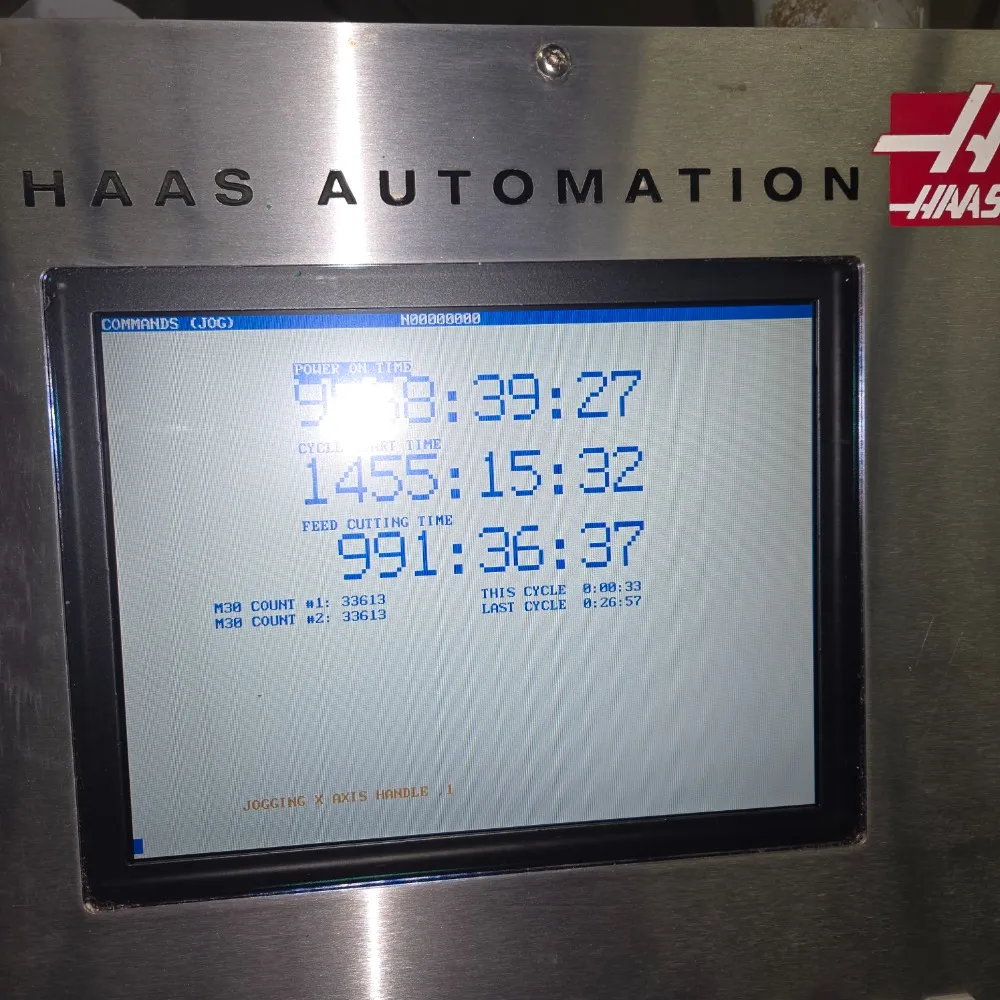 HAAS AUTOMATION
HAAS
COMMANDS (JOG) N00000000
POWER ON TIME
:39:27
CYCLE START TIME
1455:15:32
FEED CUTTING TIME
991:36:37
M30 COUNT #1: 33613 THIS CYCLE 0:00:33
M30 COUNT #2: 33613 LAST CYCLE 0:26:57
JOGGING X AXIS HANDLE .1